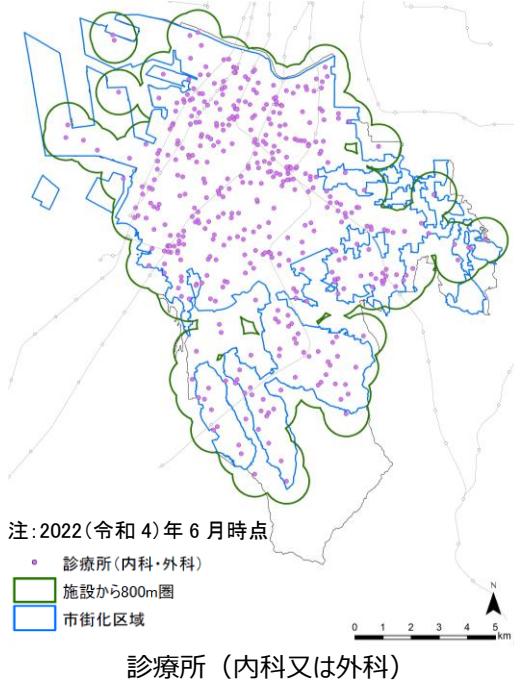 注：2022(令和 4)年 6 月時点
診療所(内科・外科)
施設から800m圏
市街化区域
N
0 1 2 3 4 5
km
診療所（内科又は外科）